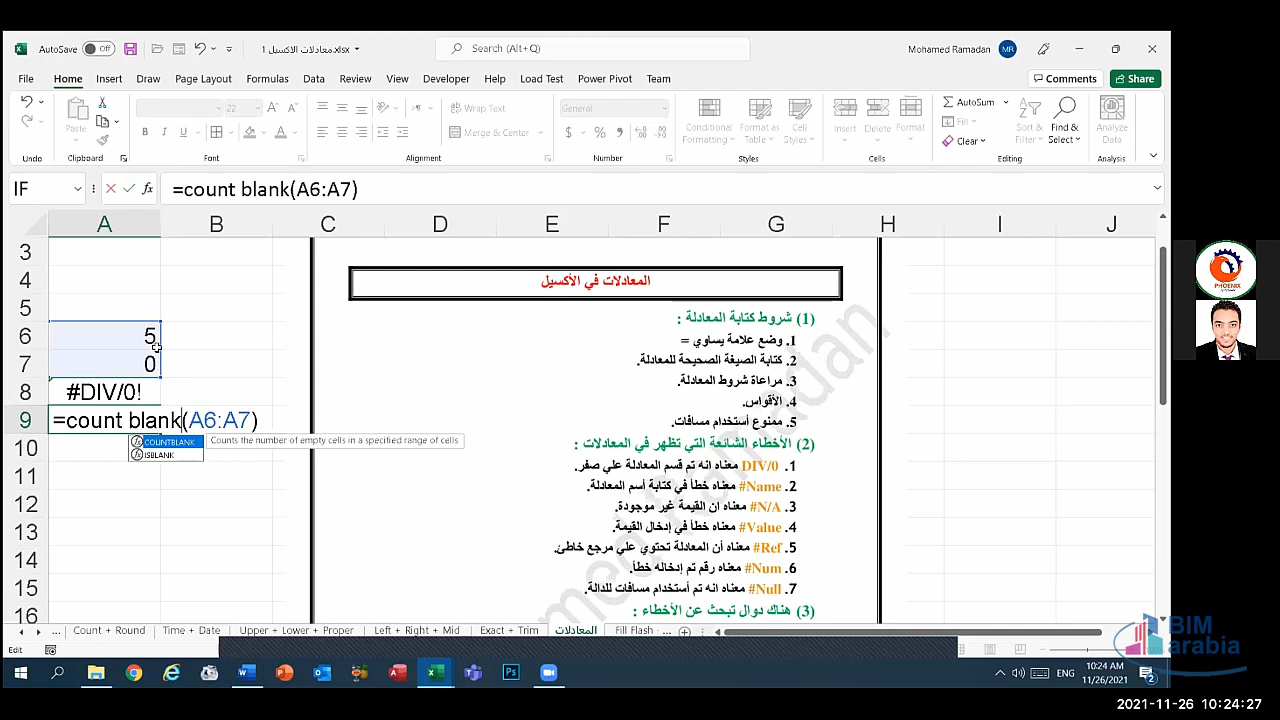 AutoSave Off معادلات الاكسيل 1.xlsx Search (Alt+Q) Mohamed Ramadan MR
File Home Insert Draw Page Layout Formulas Data Review View Developer Help Load Test Power Pivot Team Comments Share
Paste 22 B I U Wrap Text Merge & Center General $ % Conditional Formatting Format as Table Cell Styles Insert Delete Format AutoSum Fill Clear Sort & Filter Find & Select Analyze Data
Undo Clipboard Font Alignment Number Styles Cells Editing Analysis
IF fx =count blank(A6:A7)
A B C D E F G H I J
3
4
5
6 5
7 0
8 #DIV/0!
9 =count blank(A6:A7)
COUNTBLANK Counts the number of empty cells in a specified range of cells
ISBLANK
10
11
12
13
14
15
16
المعادلات في الأكسيل
(1) شروط كتابة المعادلة :
1. وضع علامة يساوي =
2. كتابة الصيغة الصحيحة للمعادلة.
3. مراعاة شروط المعادلة.
4. الأقواس.
5. ممنوع أستخدام مسافات.
(2) الأخطاء الشائعة التي تظهر في المعادلات :
1. DIV/0 معناه انه تم قسم المعادلة علي صفر.
2. #Name معناه خطأ في كتابة أسم المعادلة.
3. #N/A معناه ان القيمة غير موجودة.
4. #Value معناه خطأ في إدخال القيمة.
5. #Ref معناه أن المعادلة تحتوي علي مرجع خاطئ.
6. #Num معناه رقم تم إدخاله خطأ.
7. #Null معناه انه تم أستخدام مسافات للدالة.
(3) هناك دوال تبحث عن الأخطاء :
... Count + Round Time + Date Upper + Lower + Proper Left + Right + Mid Exact + Trim المعادلات Fill Flash ...
Edit
ENG 10:24 AM
11/26/2021 2
PHOENIX
BIM arabia
2021-11-26 10:24:27